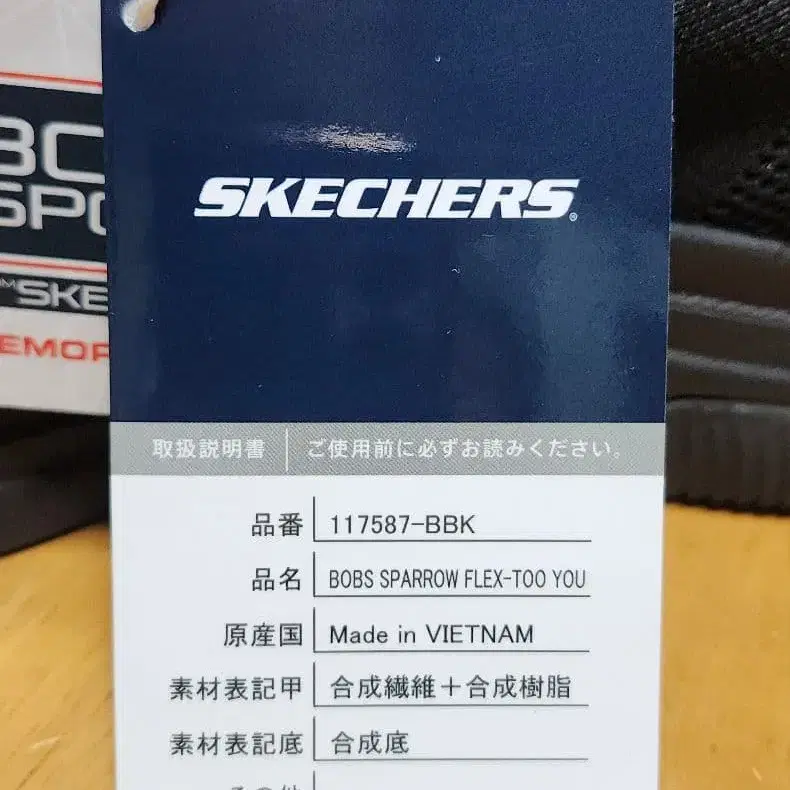 SKECHERS®
取扱説明書 ご使用前に必ずお読みください。
品番 117587-BBK
品名 BOBS SPARROW FLEX-TOO YOU
原産国 Made in VIETNAM
素材表記甲 合成繊維＋合成樹脂
素材表記底 合成底